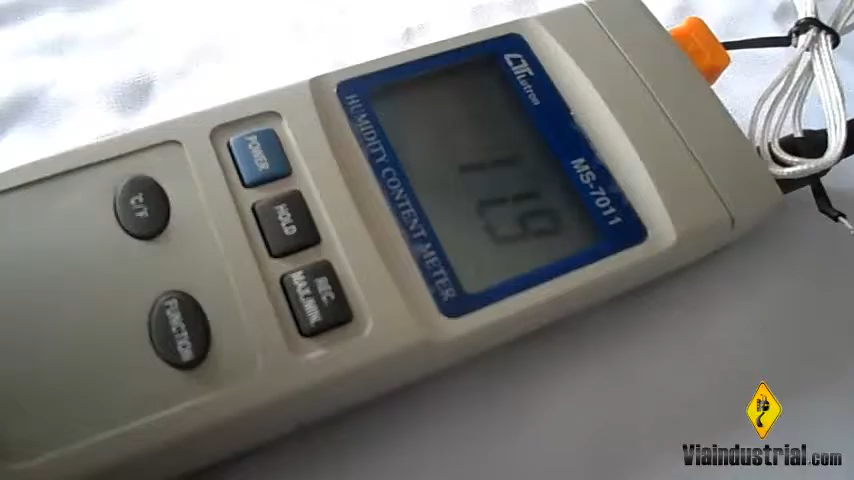 Lutron
HUMIDITY CONTENT METER
MS-7011
POWER
HOLD
REC.
MAX./MIN.
°C/°F
FUNCTION
Viaindustrial.com